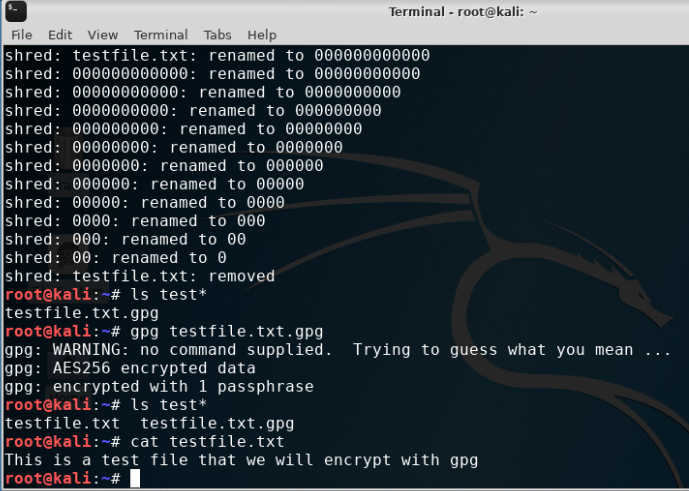 Terminal - root@kali: ~
File Edit View Terminal Tabs Help
shred: testfile.txt: renamed to 000000000000
shred: 000000000000: renamed to 00000000000
shred: 00000000000: renamed to 0000000000
shred: 0000000000: renamed to 000000000
shred: 000000000: renamed to 00000000
shred: 00000000: renamed to 0000000
shred: 0000000: renamed to 000000
shred: 000000: renamed to 00000
shred: 00000: renamed to 0000
shred: 0000: renamed to 000
shred: 000: renamed to 00
shred: 00: renamed to 0
shred: testfile.txt: removed
root@kali:~# ls test*
testfile.txt.gpg
root@kali:~# gpg testfile.txt.gpg
gpg: WARNING: no command supplied.  Trying to guess what you mean ...
gpg: AES256 encrypted data
gpg: encrypted with 1 passphrase
root@kali:~# ls test*
testfile.txt  testfile.txt.gpg
root@kali:~# cat testfile.txt
This is a test file that we will encrypt with gpg
root@kali:~#